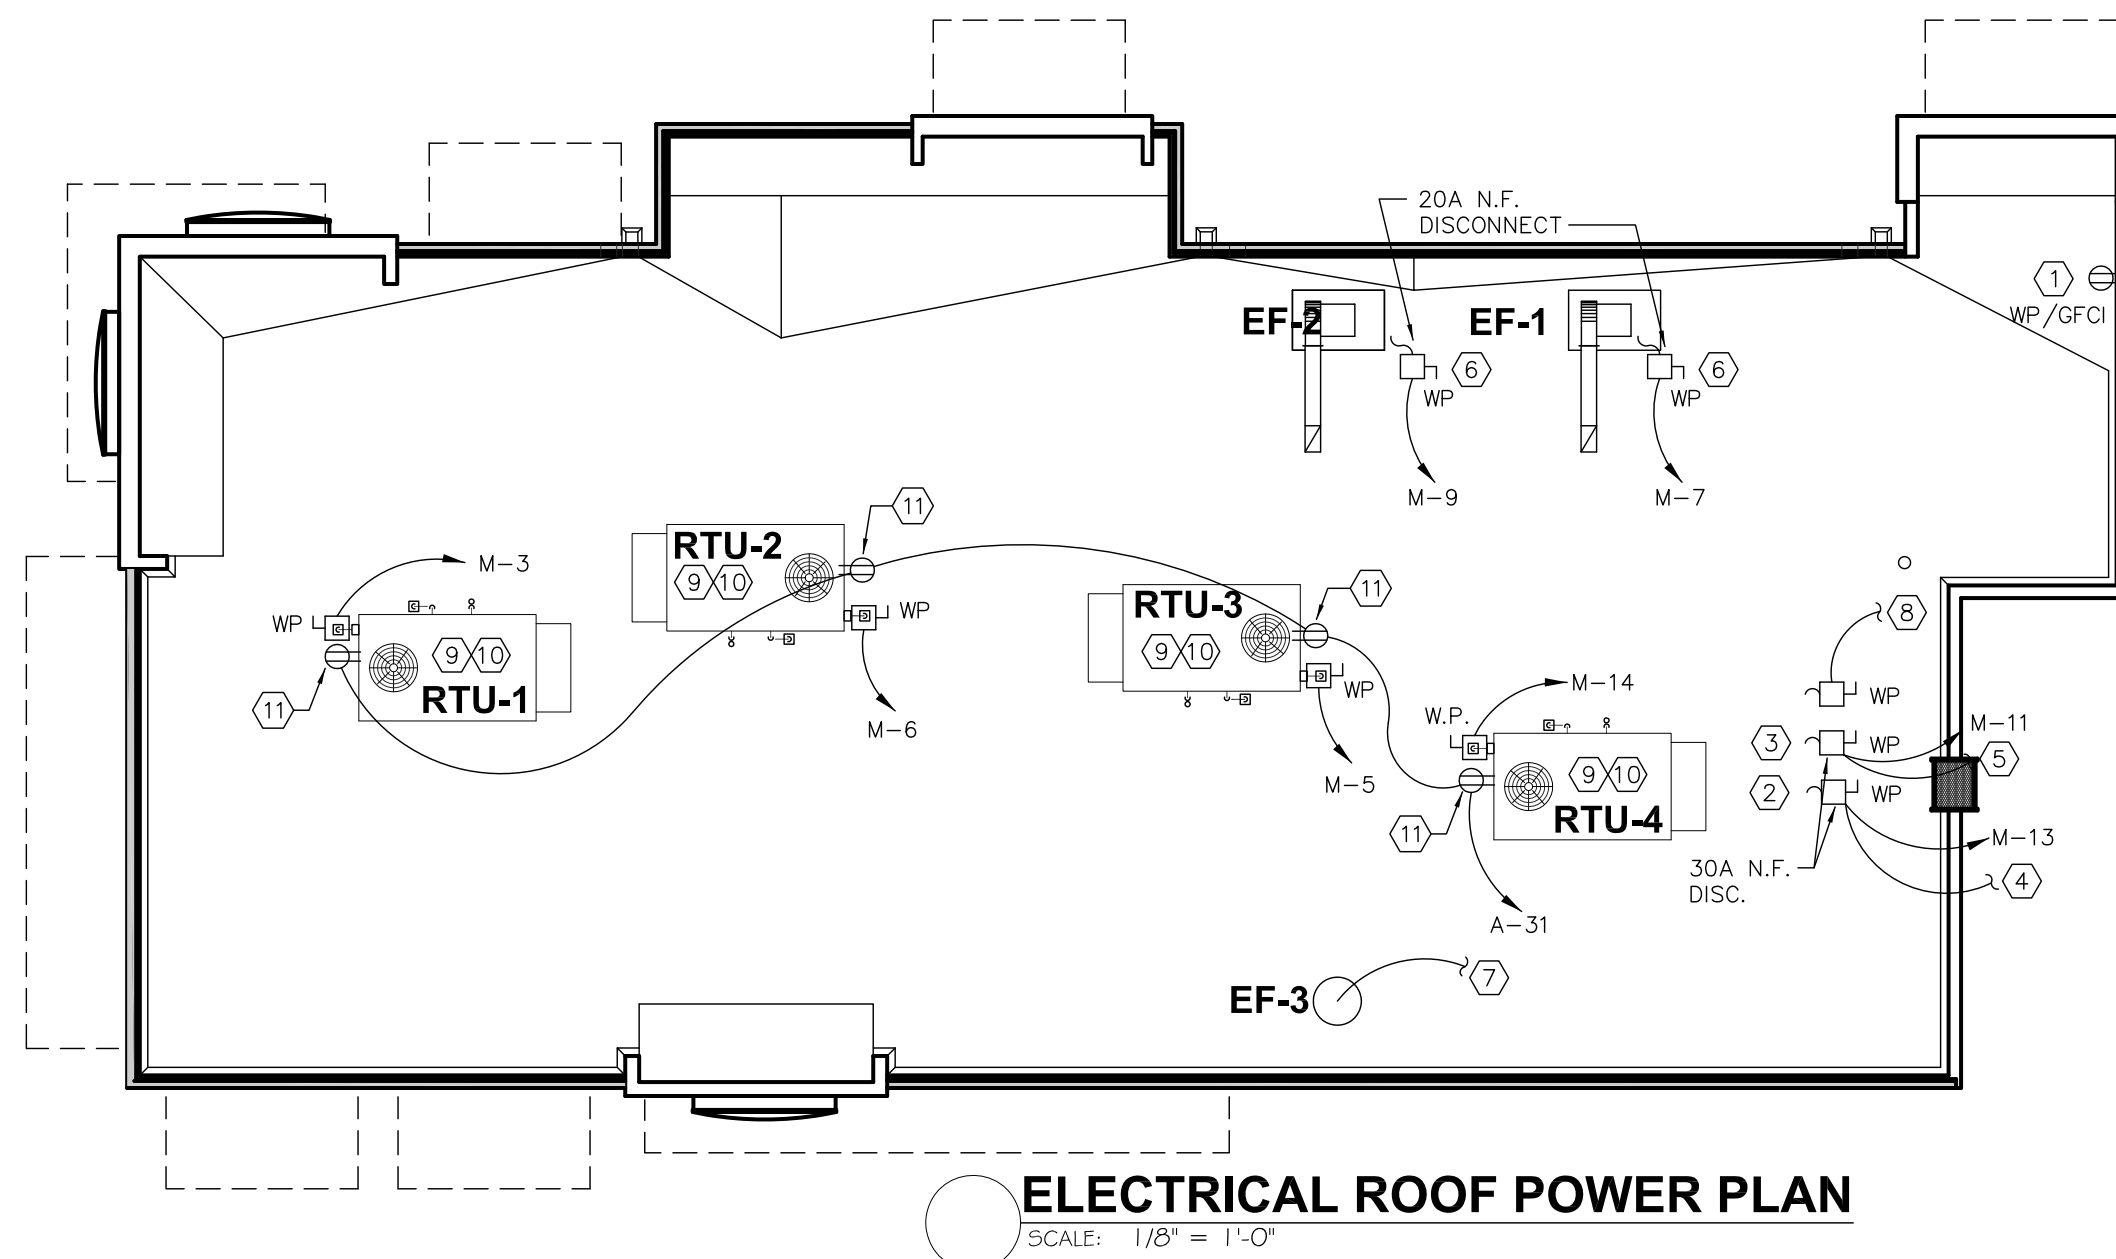 20A N.F.
DISCONNECT
1
WP/GFCI
EF-2
EF-1
6
WP
6
WP
M-9
M-7
11
RTU-2
9
10
M-3
WP
WP
M-6
9
10
RTU-1
11
11
RTU-3
9
10
WP
M-5
8
WP
M-14
W.P.
M-11
3
WP
5
9
10
RTU-4
2
WP
11
M-13
30A N.F.
DISC.
4
A-31
7
EF-3
ELECTRICAL ROOF POWER PLAN
SCALE: 1/8" = 1'-0"